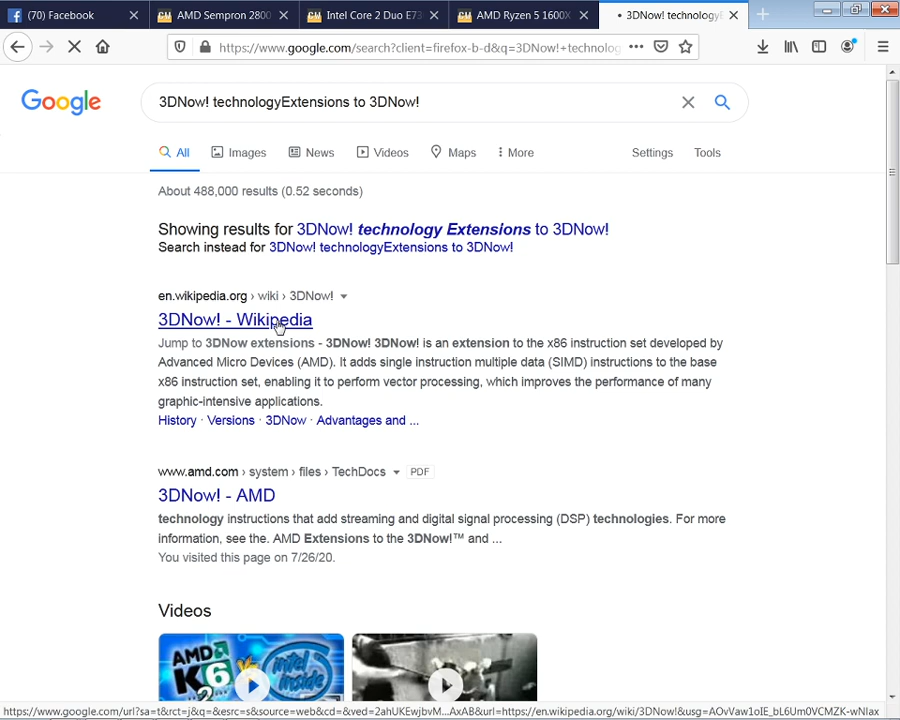 (70) Facebook
AMD Sempron 2800
Intel Core 2 Duo E73
AMD Ryzen 5 1600X
3DNow! technologyE
https://www.google.com/search?client=firefox-b-d&q=3DNow!+technolog
Google
3DNow! technologyExtensions to 3DNow!
All
Images
News
Videos
Maps
More
Settings
Tools
About 488,000 results (0.52 seconds)
Showing results for 3DNow! technology Extensions to 3DNow!
Search instead for 3DNow! technologyExtensions to 3DNow!
en.wikipedia.org › wiki › 3DNow!
3DNow! - Wikipedia
Jump to 3DNow extensions - 3DNow! 3DNow! is an extension to the x86 instruction set developed by
Advanced Micro Devices (AMD). It adds single instruction multiple data (SIMD) instructions to the base
x86 instruction set, enabling it to perform vector processing, which improves the performance of many
graphic-intensive applications.
History · Versions · 3DNow · Advantages and ...
www.amd.com › system › files › TechDocs
PDF
3DNow! - AMD
technology instructions that add streaming and digital signal processing (DSP) technologies. For more
information, see the. AMD Extensions to the 3DNow!™ and ...
You visited this page on 7/26/20.
Videos
AMD
K6
2
intel
inside
https://www.google.com/url?sa=t&rct=j&q=&esrc=s&source=web&cd=&ved=2ahUKEwjbvM...AxAB&url=https://en.wikipedia.org/wiki/3DNow!&usg=AOvVaw1oIE_bL6Um0VCMZK-wNIax